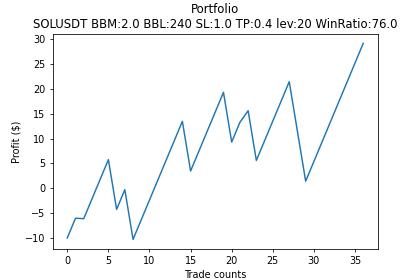 Portfolio
SOLUSDT BBM:2.0 BBL:240 SL:1.0 TP:0.4 lev:20 WinRatio:76.0
30
25
20
15
10
5
0
−5
−10
Profit ($)
0 5 10 15 20 25 30 35
Trade counts